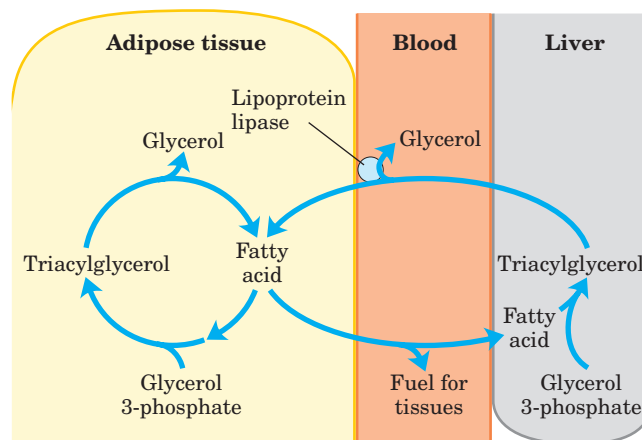 Adipose tissue
Blood
Liver
Lipoprotein
lipase
Glycerol
Glycerol
Triacylglycerol
Fatty
acid
Triacylglycerol
Fatty
acid
Glycerol
3-phosphate
Fuel for
tissues
Glycerol
3-phosphate